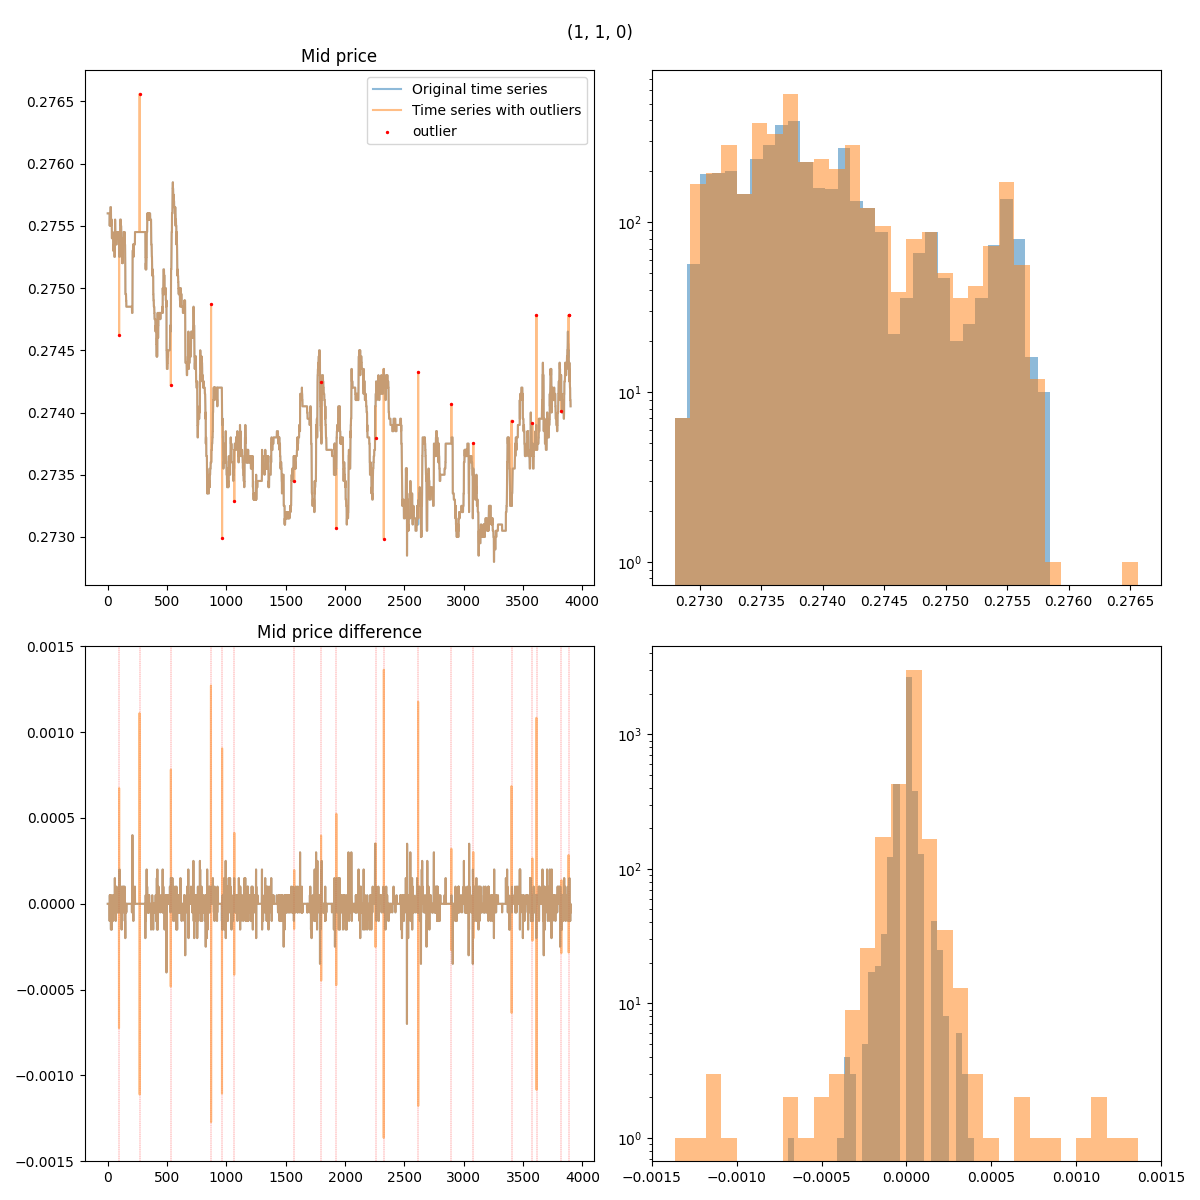 (1, 1, 0)
Mid price
Original time series
Time series with outliers
outlier
0.2765
0.2760
0.2755
0.2750
0.2745
0.2740
0.2735
0.2730
0 500 1000 1500 2000 2500 3000 3500 4000
10²
10¹
10⁰
0.2730 0.2735 0.2740 0.2745 0.2750 0.2755 0.2760 0.2765
Mid price difference
0.0015
0.0010
0.0005
0.0000
−0.0005
−0.0010
−0.0015
0 500 1000 1500 2000 2500 3000 3500 4000
10³
10²
10¹
10⁰
−0.0015 −0.0010 −0.0005 0.0000 0.0005 0.0010 0.0015